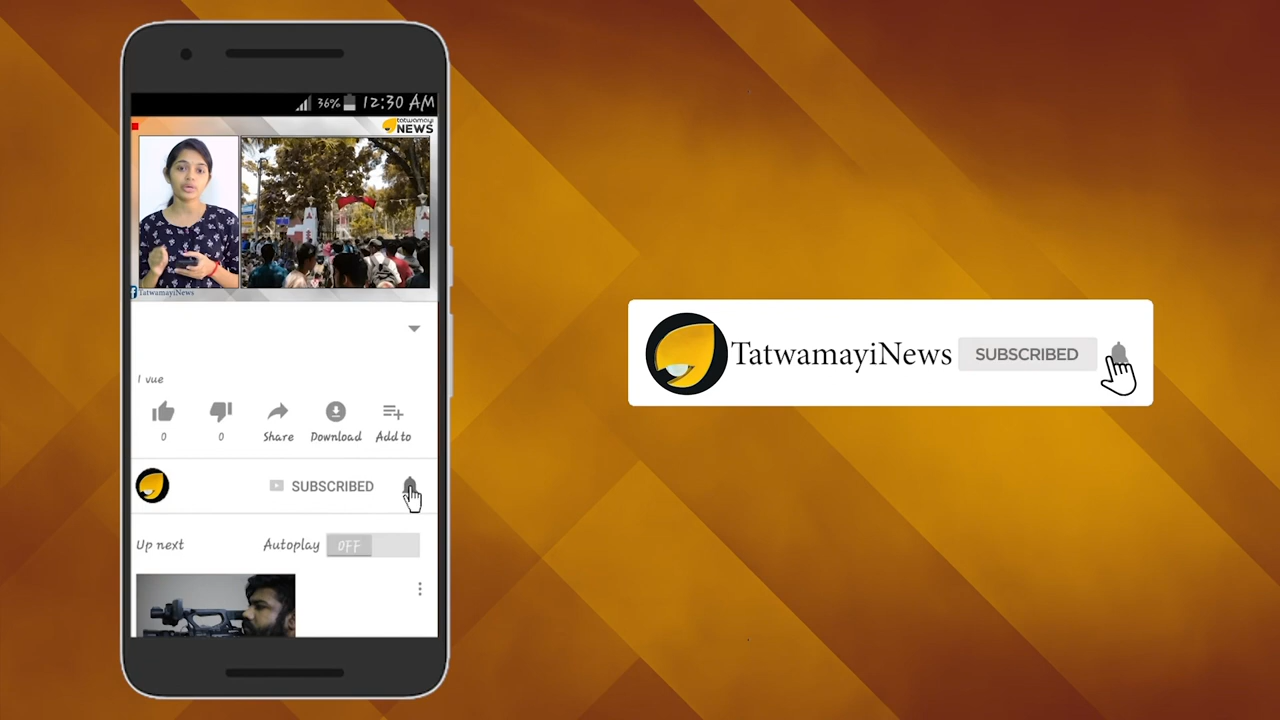 36% 12:30 AM
tatwamayi
NEWS
TatwamayiNews
1 vue
0 0 Share Download Add to
SUBSCRIBED
Up next Autoplay OFF
TatwamayiNews SUBSCRIBED